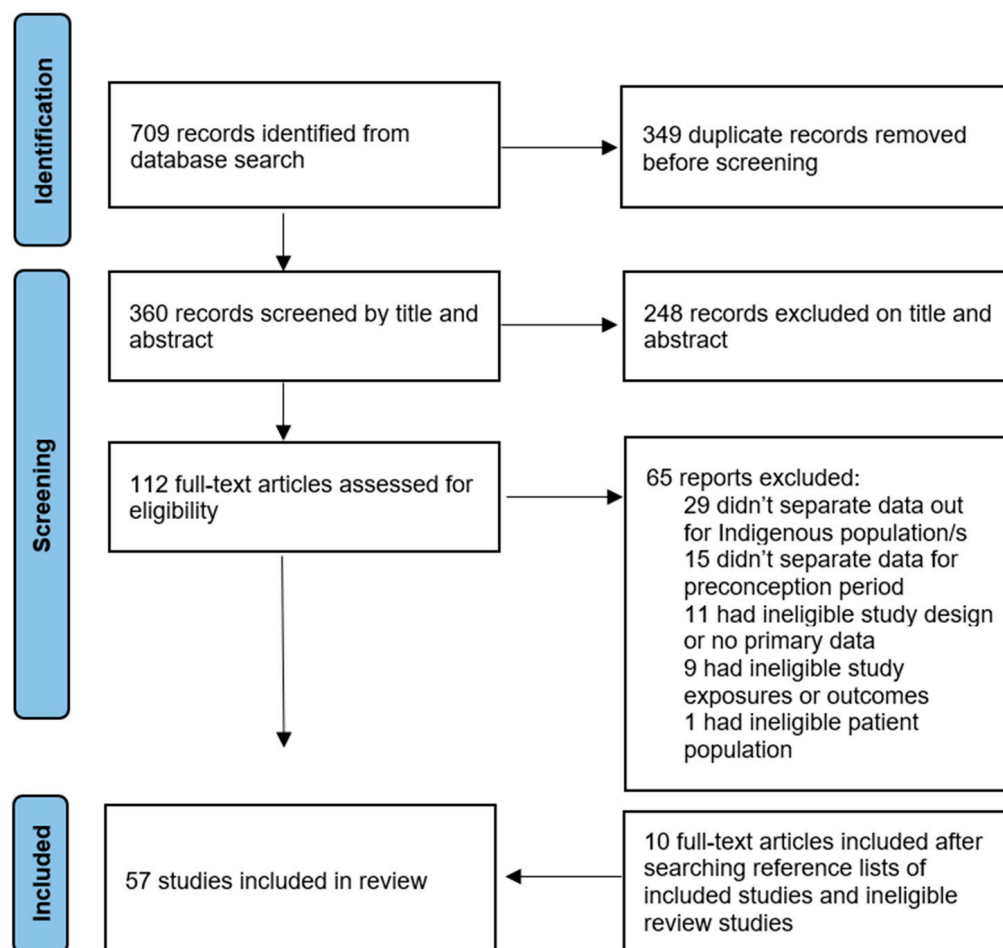 Identification
709 records identified from
database search
349 duplicate records removed
before screening
Screening
360 records screened by title and
abstract
248 records excluded on title and
abstract
112 full-text articles assessed for
eligibility
65 reports excluded:
29 didn’t separate data out
for Indigenous population/s
15 didn’t separate data for
preconception period
11 had ineligible study design
or no primary data
9 had ineligible study
exposures or outcomes
1 had ineligible patient
population
Included
57 studies included in review
10 full-text articles included after
searching reference lists of
included studies and ineligible
review studies